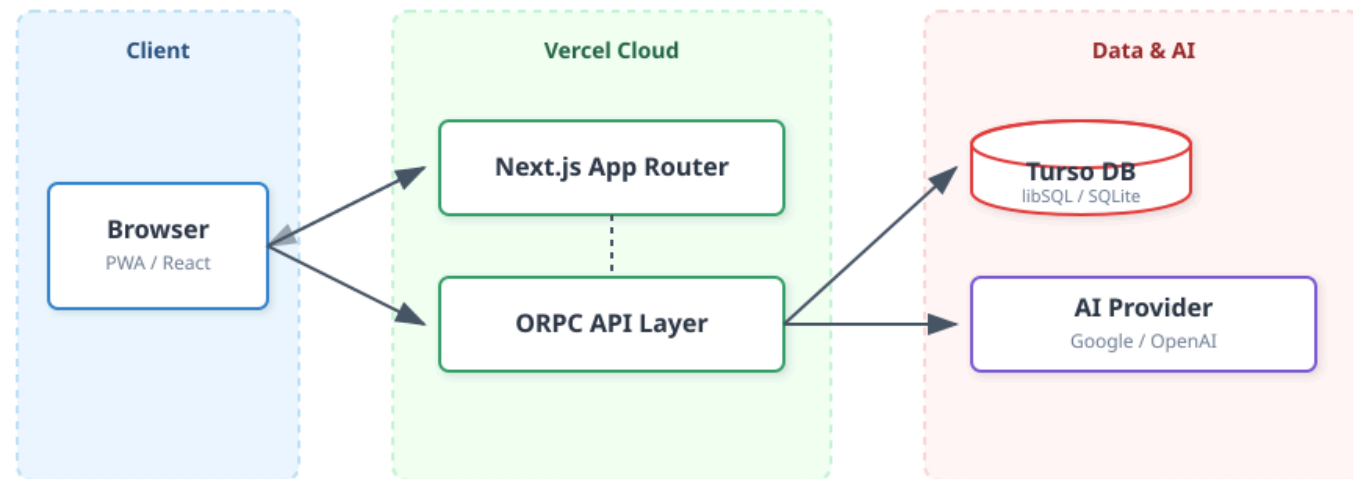 Client
Browser
PWA / React
Vercel Cloud
Next.js App Router
ORPC API Layer
Data & AI
Turso DB
libSQL / SQLite
AI Provider
Google / OpenAI